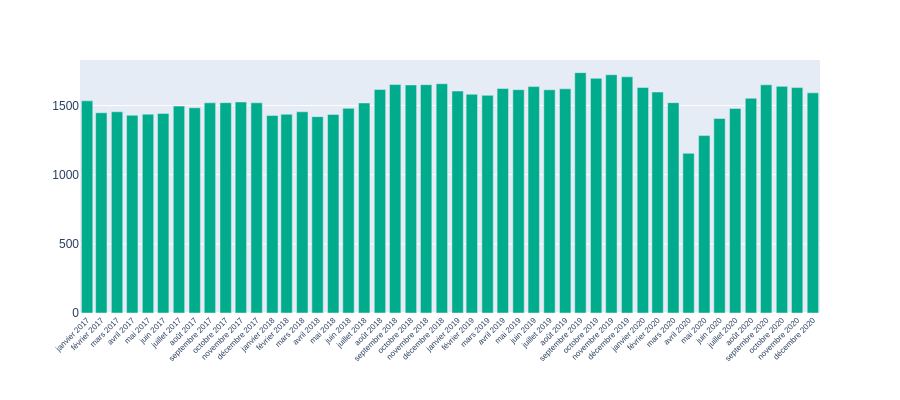 1500
1000
500
0
janvier 2017
février 2017
mars 2017
avril 2017
mai 2017
juin 2017
juillet 2017
août 2017
septembre 2017
octobre 2017
novembre 2017
décembre 2017
janvier 2018
février 2018
mars 2018
avril 2018
mai 2018
juin 2018
juillet 2018
août 2018
septembre 2018
octobre 2018
novembre 2018
décembre 2018
janvier 2019
février 2019
mars 2019
avril 2019
mai 2019
juin 2019
juillet 2019
août 2019
septembre 2019
octobre 2019
novembre 2019
décembre 2019
janvier 2020
février 2020
mars 2020
avril 2020
mai 2020
juin 2020
juillet 2020
août 2020
septembre 2020
octobre 2020
novembre 2020
décembre 2020